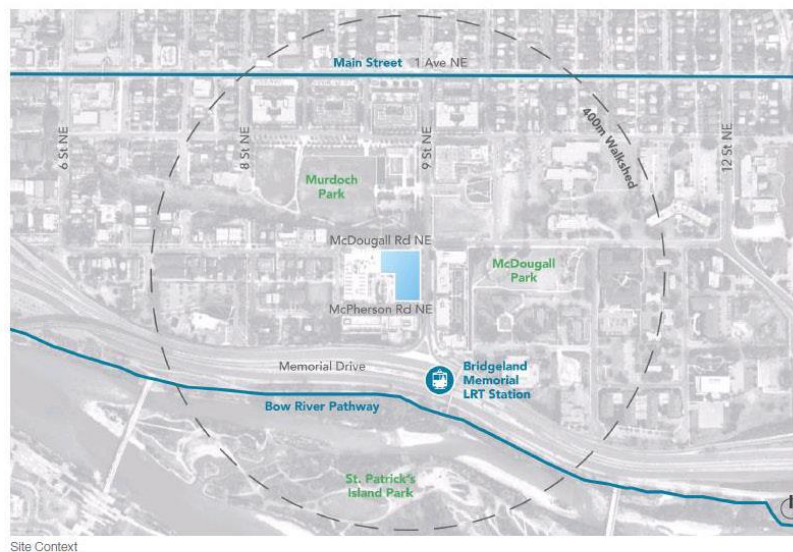 Main Street 1 Ave NE
6 St NE
8 St NE
9 St NE
400m Walkshed
12 St NE
Murdoch
Park
McDougall Rd NE
McDougall
Park
McPherson Rd NE
Memorial Drive
Bridgeland
Memorial
LRT Station
Bow River Pathway
St. Patrick's
Island Park
Site Context